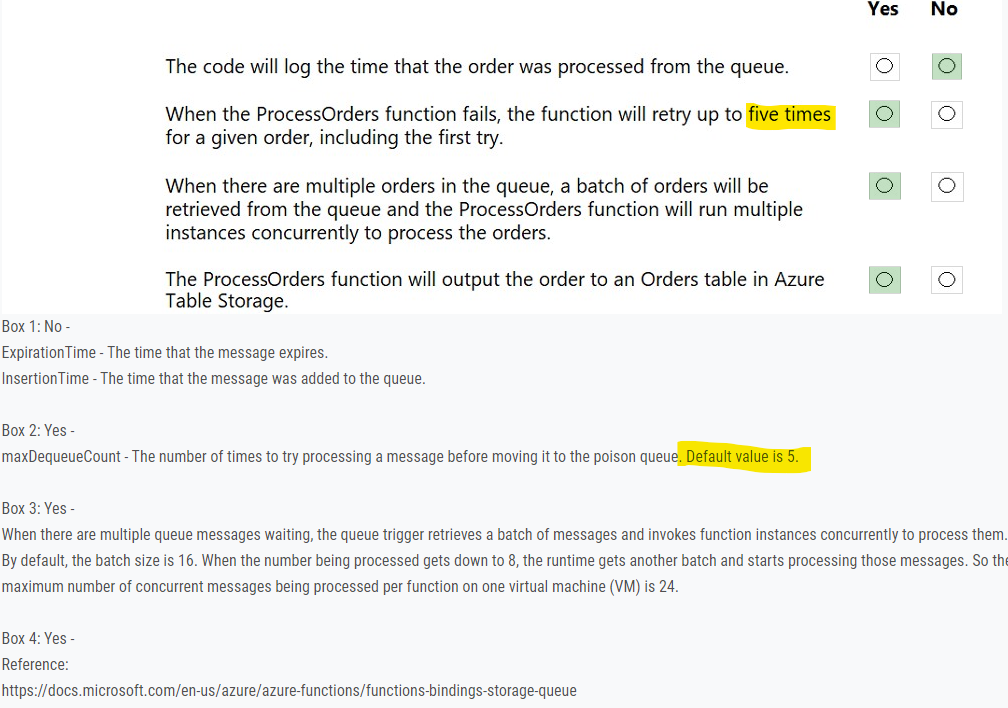 Yes No
The code will log the time that the order was processed from the queue.
When the ProcessOrders function fails, the function will retry up to five times
for a given order, including the first try.
When there are multiple orders in the queue, a batch of orders will be
retrieved from the queue and the ProcessOrders function will run multiple
instances concurrently to process the orders.
The ProcessOrders function will output the order to an Orders table in Azure
Table Storage.
Box 1: No -
ExpirationTime - The time that the message expires.
InsertionTime - The time that the message was added to the queue.
Box 2: Yes -
maxDequeueCount - The number of times to try processing a message before moving it to the poison queue. Default value is 5.
Box 3: Yes -
When there are multiple queue messages waiting, the queue trigger retrieves a batch of messages and invokes function instances concurrently to process them.
By default, the batch size is 16. When the number being processed gets down to 8, the runtime gets another batch and starts processing those messages. So the
maximum number of concurrent messages being processed per function on one virtual machine (VM) is 24.
Box 4: Yes -
Reference:
https://docs.microsoft.com/en-us/azure/azure-functions/functions-bindings-storage-queue